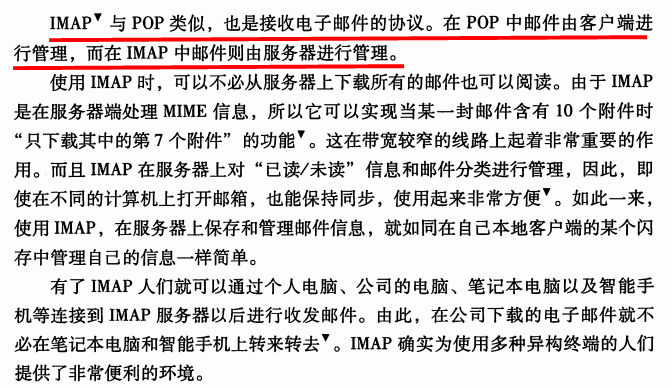 IMAP▼ 与 POP 类似，也是接收电子邮件的协议。在 POP 中邮件由客户端进
行管理，而在 IMAP 中邮件则由服务器进行管理。
使用 IMAP 时，可以不必从服务器上下载所有的邮件也可以阅读。由于 IMAP
是在服务器端处理 MIME 信息，所以它可以实现当某一封邮件含有 10 个附件时
“只下载其中的第 7 个附件” 的功能▼。这在带宽较窄的线路上起着非常重要的作
用。而且 IMAP 在服务器上对 “已读/未读” 信息和邮件分类进行管理，因此，即
使在不同的计算机上打开邮箱，也能保持同步，使用起来非常方便▼。如此一来，
使用 IMAP，在服务器上保存和管理邮件信息，就如同在自己本地客户端的某个闪
存中管理自己的信息一样简单。
有了 IMAP 人们就可以通过个人电脑、公司的电脑、笔记本电脑以及智能手
机等连接到 IMAP 服务器以后进行收发邮件。由此，在公司下载的电子邮件就不
必在笔记本电脑和智能手机上转来转去▼。IMAP 确实为使用多种异构终端的人们
提供了非常便利的环境。